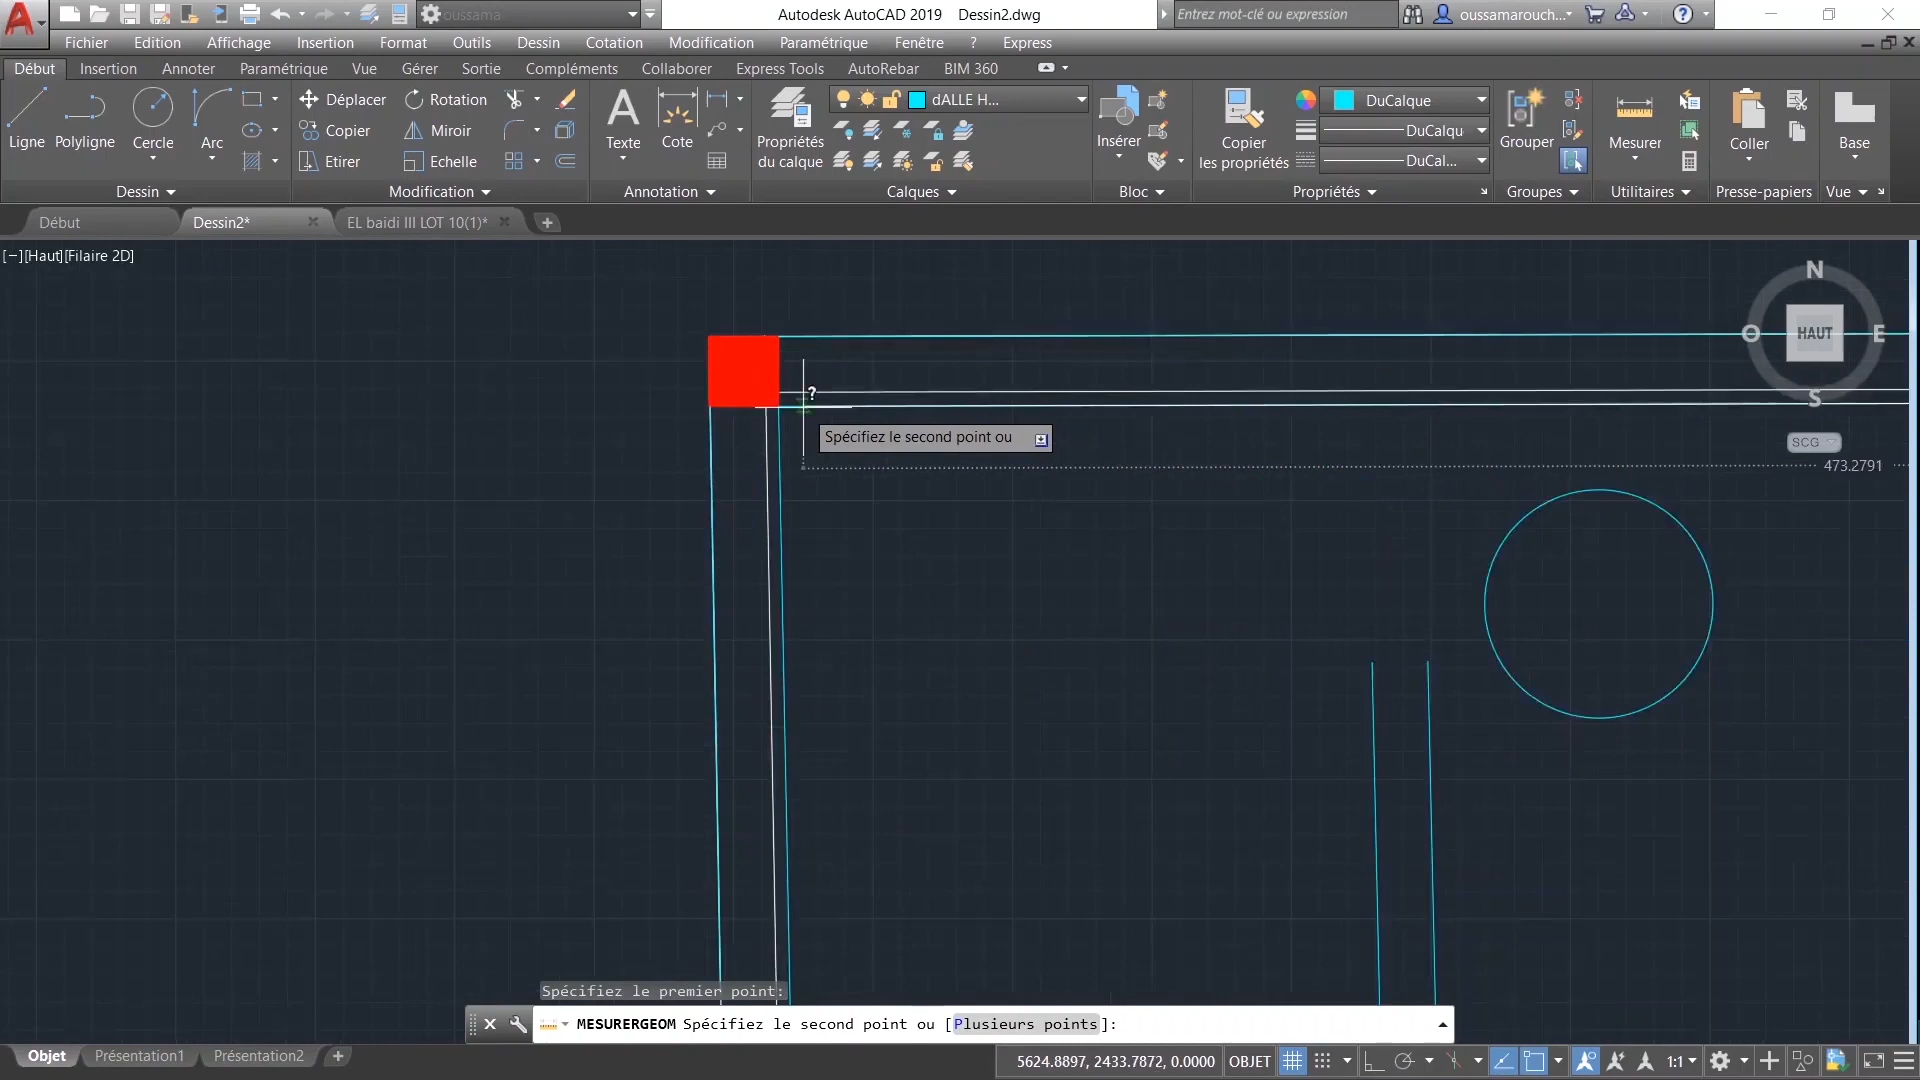 oussama
Autodesk AutoCAD 2019 Dessin2.dwg
Entrez mot-clé ou expression
oussamarouch...
Fichier Edition Affichage Insertion Format Outils Dessin Cotation Modification Paramétrique Fenêtre ? Express
Début Insertion Annoter Paramétrique Vue Gérer Sortie Compléments Collaborer Express Tools AutoRebar BIM 360
Ligne Polyligne Cercle Arc
Déplacer Rotation
Copier Miroir
Etirer Echelle
Texte Cote
Propriétés
du calque
dALLE H...
Insérer
Copier
les propriétés
DuCalque
DuCalqu
DuCal...
Grouper
Mesurer
Coller
Base
Dessin Modification Annotation Calques Bloc Propriétés Groupes Utilitaires Presse-papiers Vue
Début Dessin2* EL baidi III LOT 10(1)*
[−][Haut][Filaire 2D]
N
O HAUT E
S
SCG
?
Spécifiez le second point ou
473.2791
Spécifiez le premier point:
MESURERGEOM Spécifiez le second point ou [Plusieurs points]:
Objet Présentation1 Présentation2 +
5624.8897, 2433.7872, 0.0000 OBJET 1:1